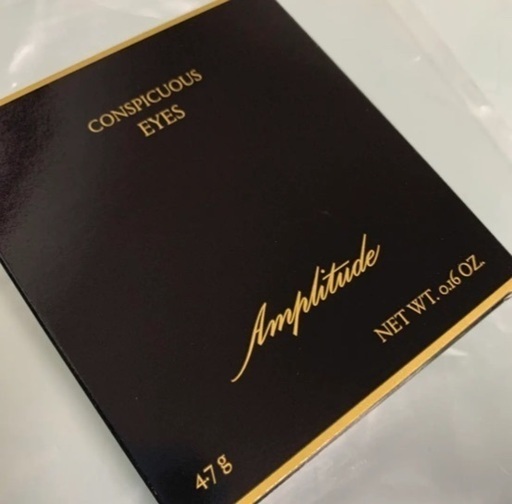 CONSPICUOUS
EYES
Amplitude
NET WT. 0.16 OZ.
4.7 g